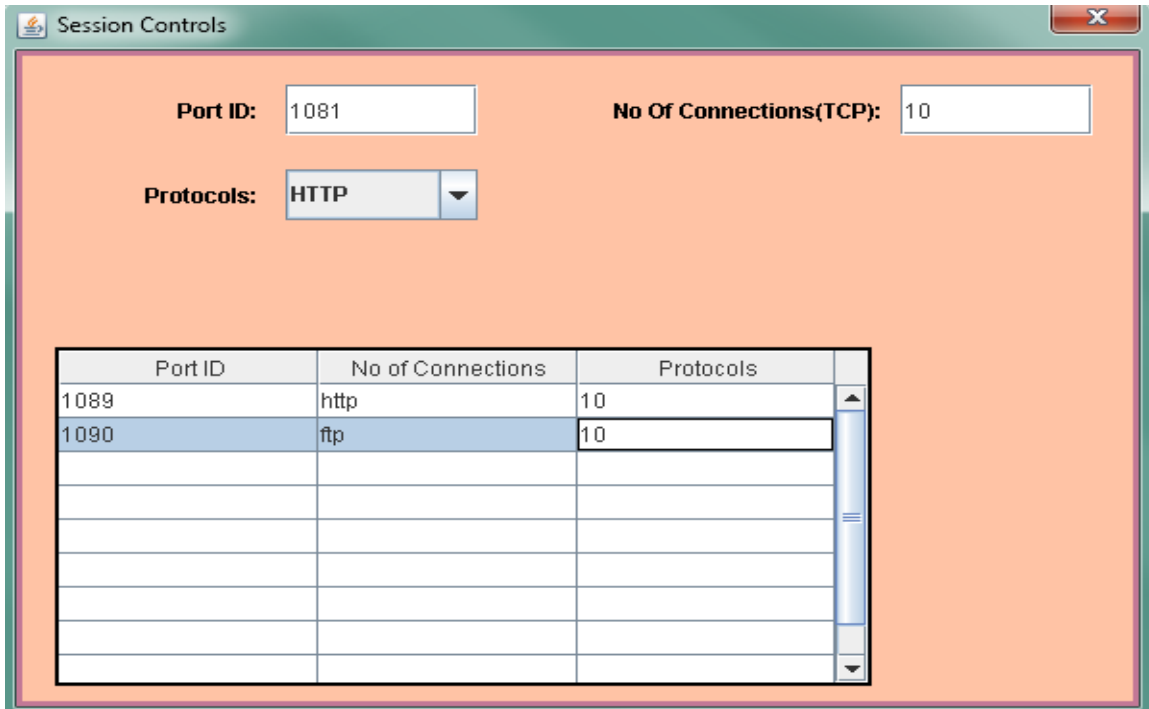 Session Controls
Port ID: 1081 No Of Connections(TCP): 10
Protocols: HTTP
Port ID No of Connections Protocols
1089 http 10
1090 ftp 10